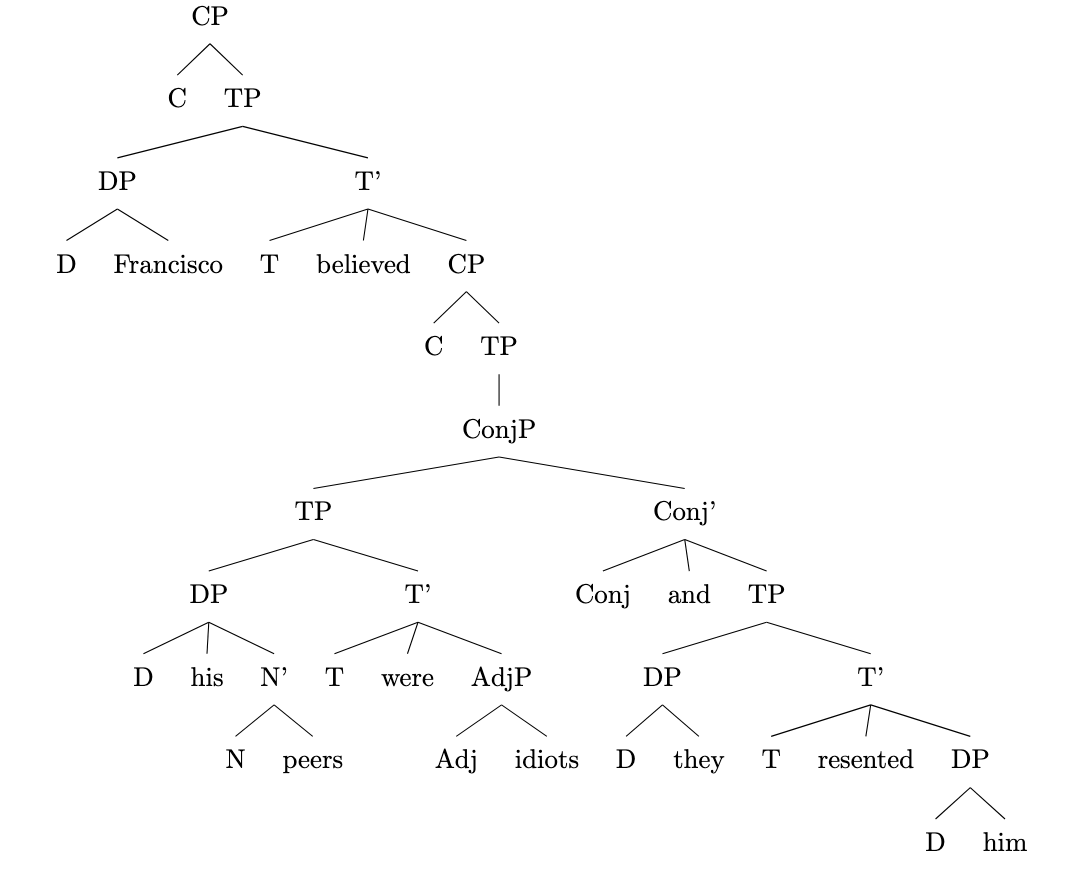 CP
C TP
DP T’
D Francisco T believed CP
C TP
ConjP
TP Conj’
DP T’ Conj and TP
D his N’ T were AdjP DP T’
N peers Adj idiots D they T resented DP
D him